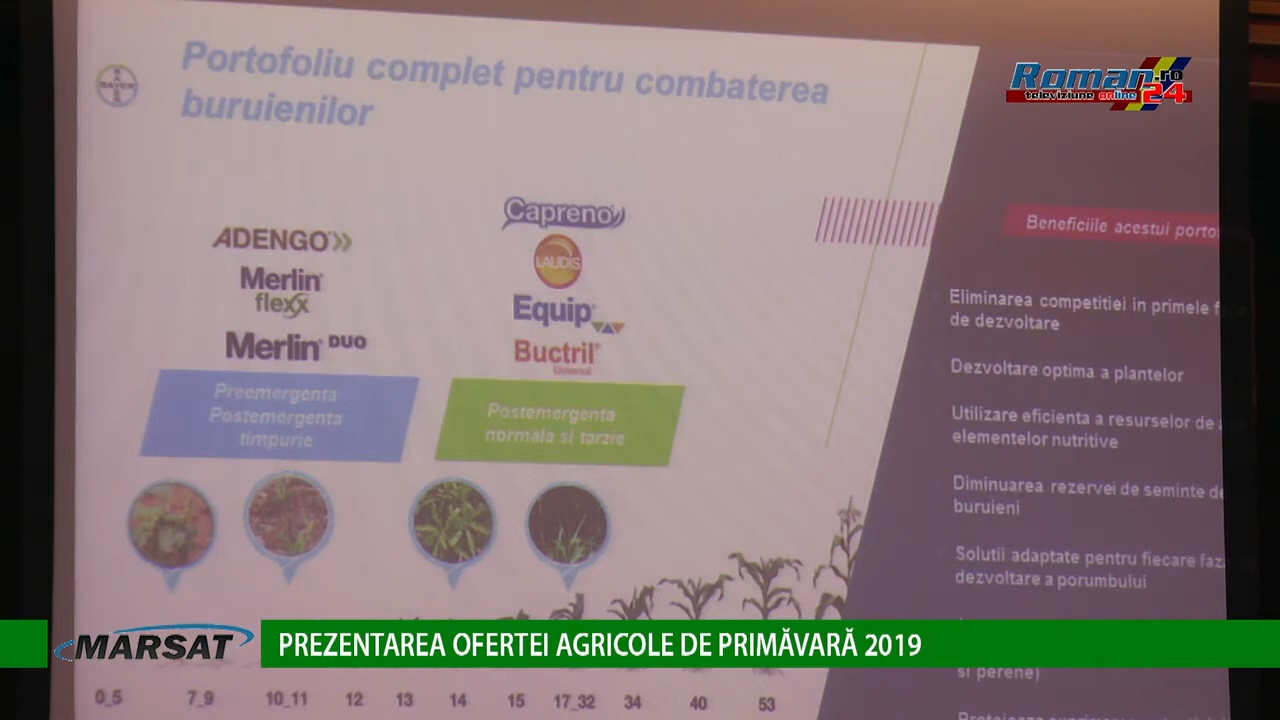 Portofoliu complet pentru combaterea
buruienilor
BAYER
Roman.ro
televiziune online 24
Capreno
ADENGO
LAUDIS
Merlin
flexx
Equip
Merlin DUO
Buctril
Universal
Preemergenta
Postemergenta
timpurie
Postemergenta
normala si tarzie
Beneficiile acestui
Eliminarea competitiei in primele
de dezvoltare
Dezvoltare optima a plantelor
Utilizare eficienta a resurselor de
elementelor nutritive
Diminuarea rezervei de seminte
buruieni
Solutii adaptate pentru fiecare
dezvoltare a porumbului
si perene)
MARSAT
PREZENTAREA OFERTEI AGRICOLE DE PRIMĂVARĂ 2019
0_5 7_9 10_11 12 13 14 15 17_32 34 40 53